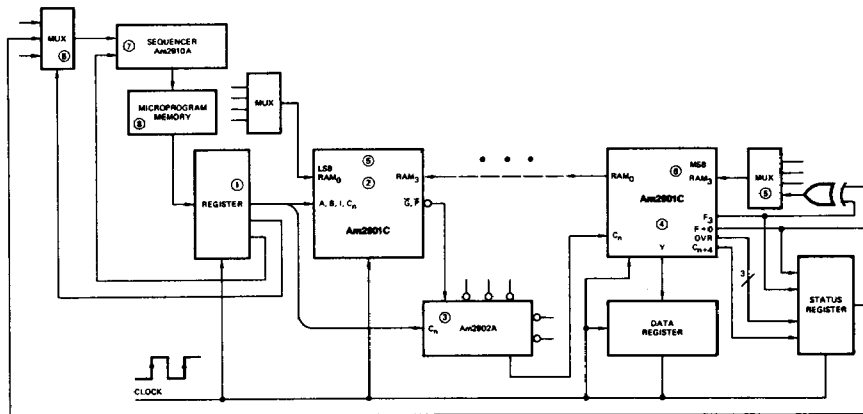 MUX
6
7
SEQUENCER
Am2910A
MICROPROGRAM
MEMORY
8
MUX
1
REGISTER
5
LSB
RAM0
2
RAM3
A, B, I, Cn
G, P
Am2901C
• • •
6
MSB
RAM0
RAM3
Am2901C
4
Cn
Y
F3
F = 0
OVR
Cn+4
MUX
5
3
STATUS
REGISTER
3
Cn
Am2902A
DATA
REGISTER
CLOCK